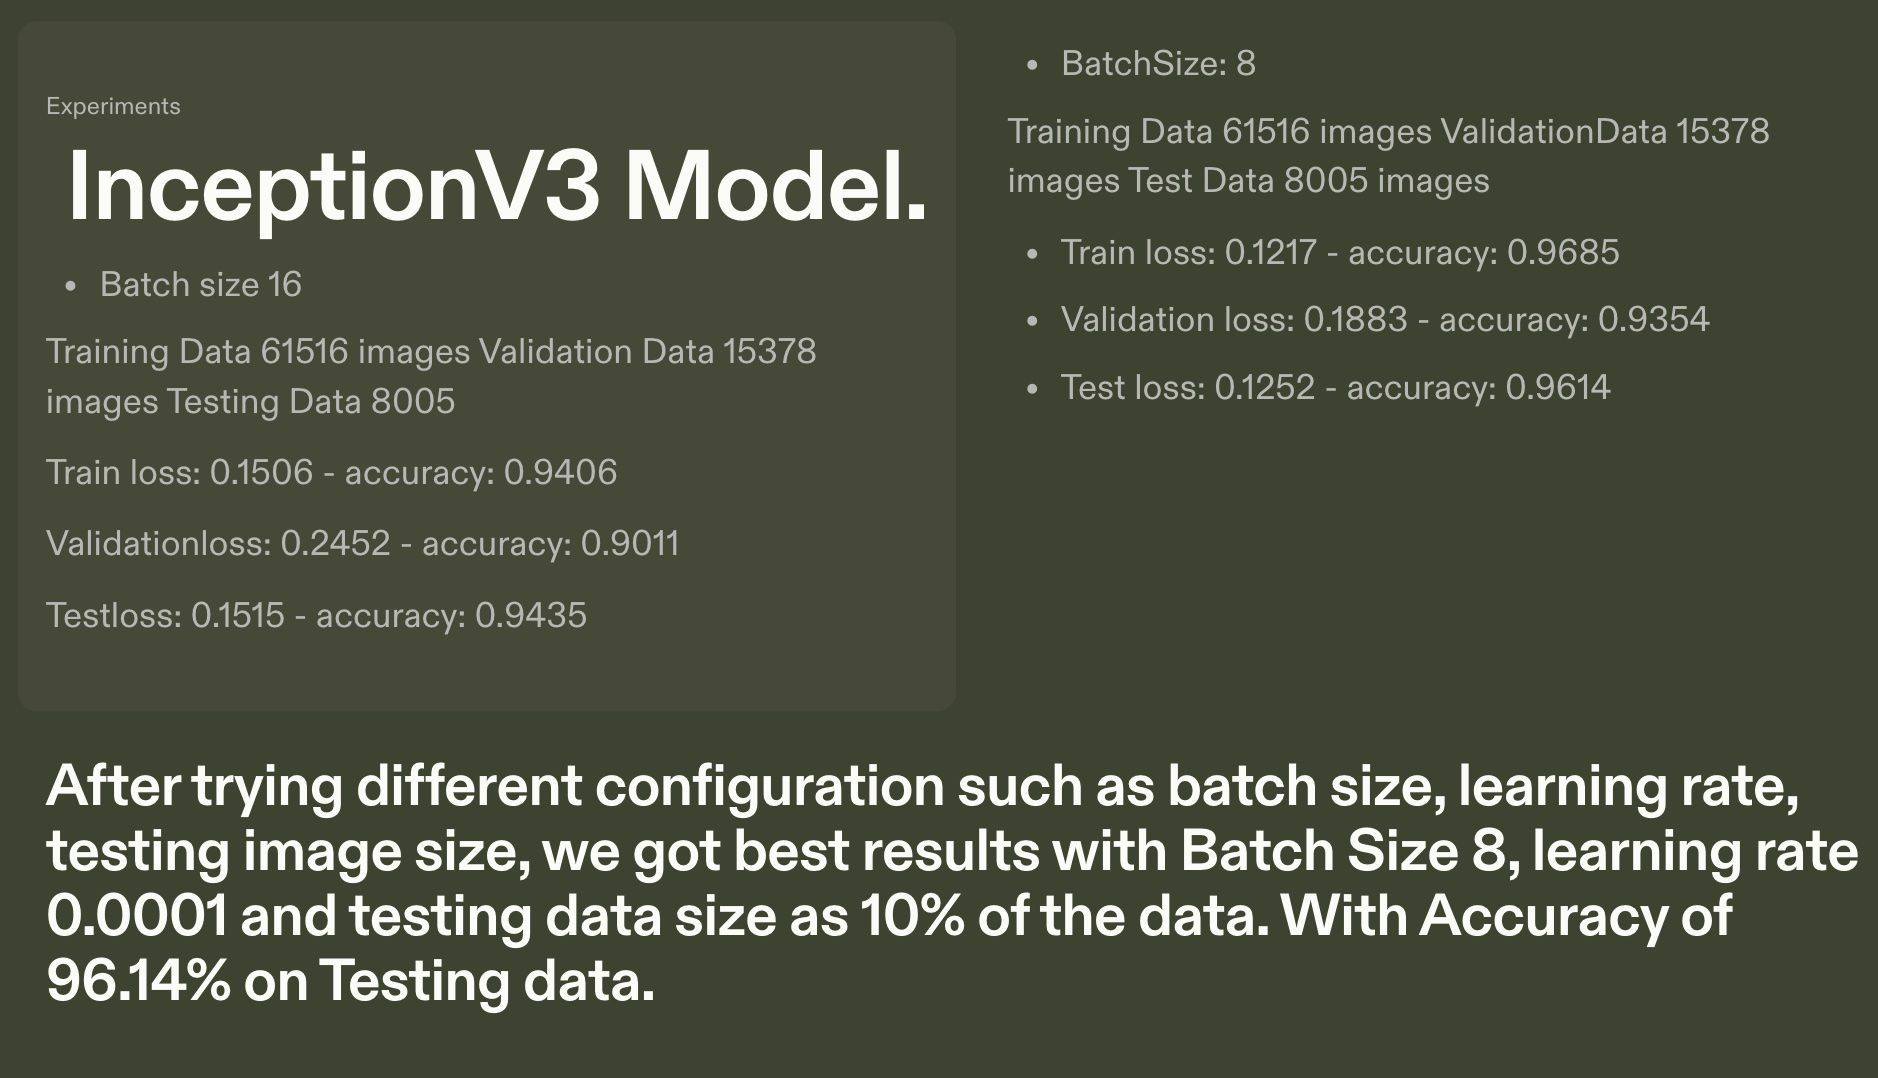 Experiments
InceptionV3 Model.
• Batch size 16
Training Data 61516 images Validation Data 15378
images Testing Data 8005
Train loss: 0.1506 - accuracy: 0.9406
Validationloss: 0.2452 - accuracy: 0.9011
Testloss: 0.1515 - accuracy: 0.9435
• BatchSize: 8
Training Data 61516 images ValidationData 15378
images Test Data 8005 images
• Train loss: 0.1217 - accuracy: 0.9685
• Validation loss: 0.1883 - accuracy: 0.9354
• Test loss: 0.1252 - accuracy: 0.9614
After trying different configuration such as batch size, learning rate,
testing image size, we got best results with Batch Size 8, learning rate
0.0001 and testing data size as 10% of the data. With Accuracy of
96.14% on Testing data.